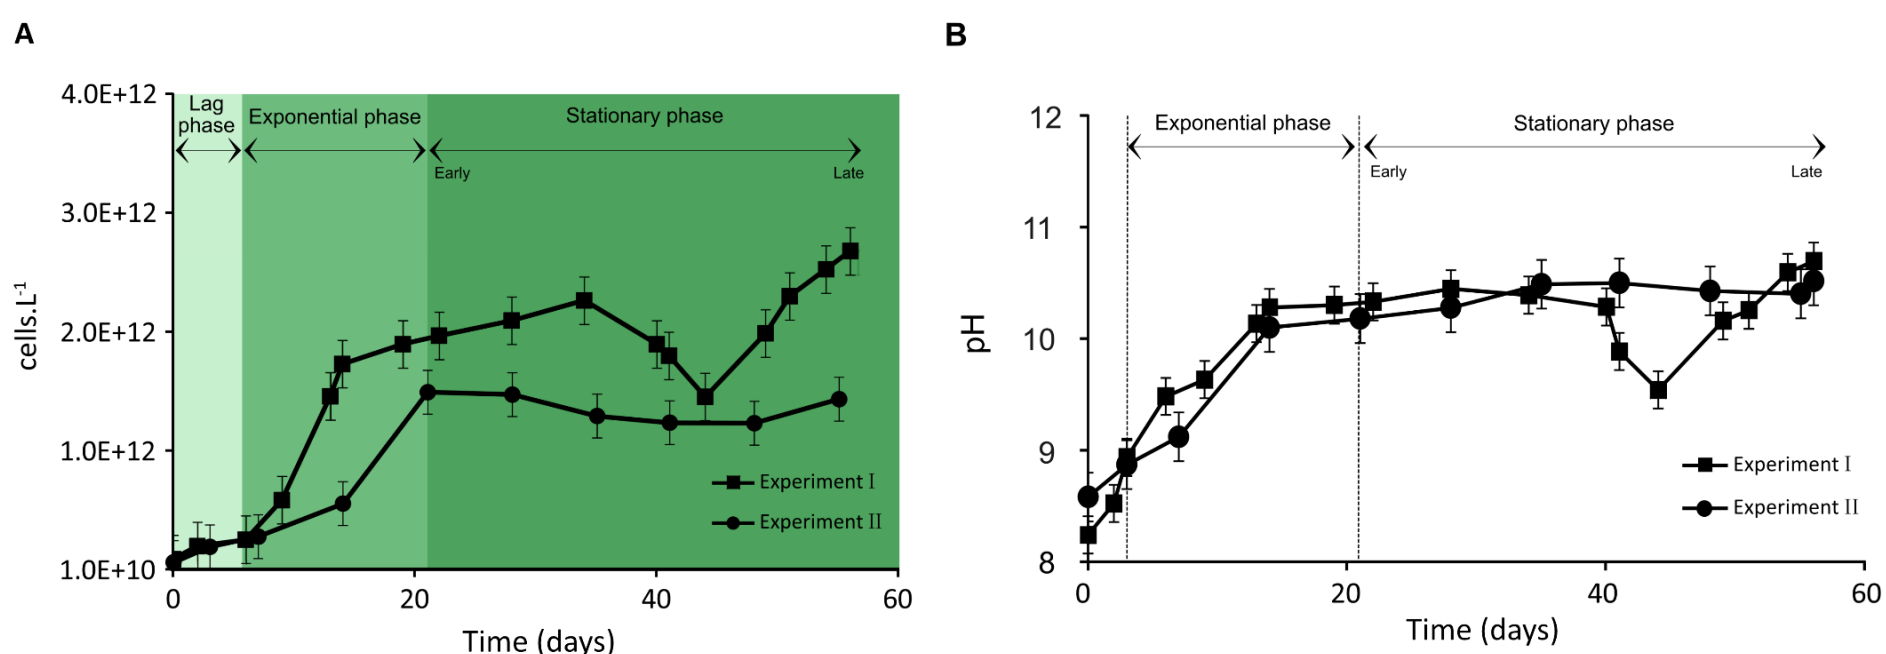 A
4.0E+12
3.0E+12
2.0E+12
1.0E+12
1.0E+10
cells.L-1
Lag
phase
Exponential phase
Stationary phase
Early
Late
Experiment I
Experiment II
0
20
40
60
Time (days)
B
12
11
10
9
8
pH
Exponential phase
Stationary phase
Early
Late
Experiment I
Experiment II
0
20
40
60
Time (days)